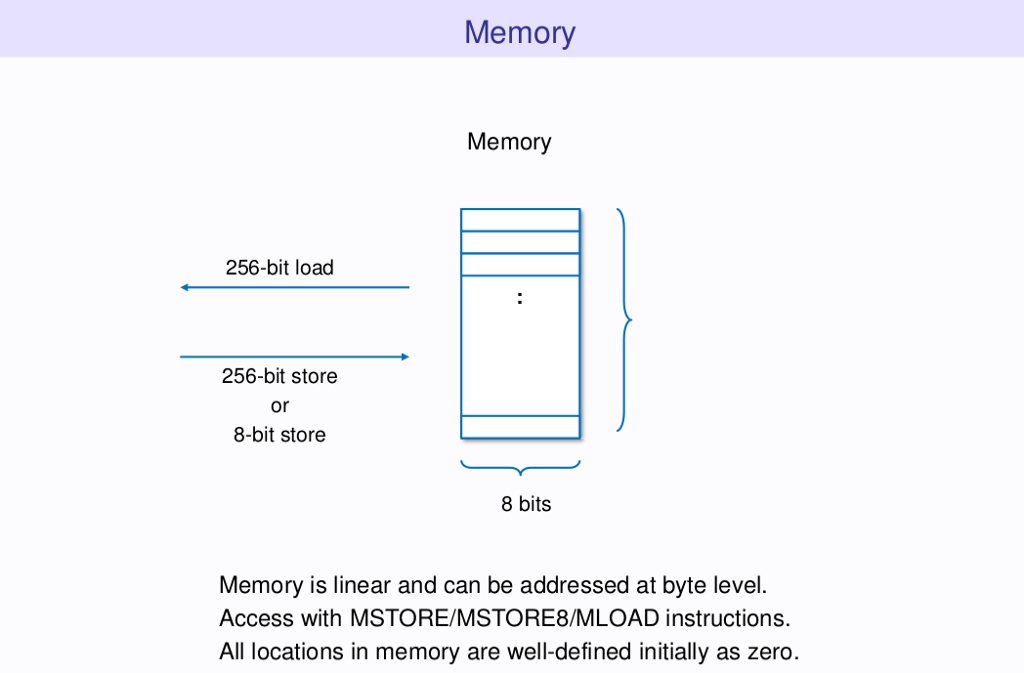 Memory
Memory
256-bit load
:
256-bit store
or
8-bit store
8 bits
Memory is linear and can be addressed at byte level.
Access with MSTORE/MSTORE8/MLOAD instructions.
All locations in memory are well-defined initially as zero.